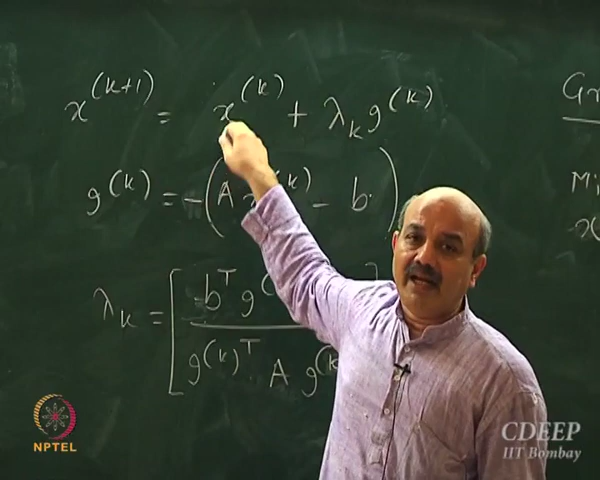 x^(k+1) = x^(k) + λ_k g^(k)
g^(k) = -(A x^(k) - b)
λ_k = [ -b^T g^( 
g^(k)^T A g^(k
Gr
Mi
x
NPTEL
CDEEP
IIT Bombay